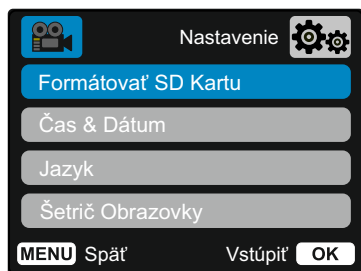 Nastavenie
Formátovať SD Kartu
Čas & Dátum
Jazyk
Šetrič Obrazovky
MENU Späť Vstúpiť OK